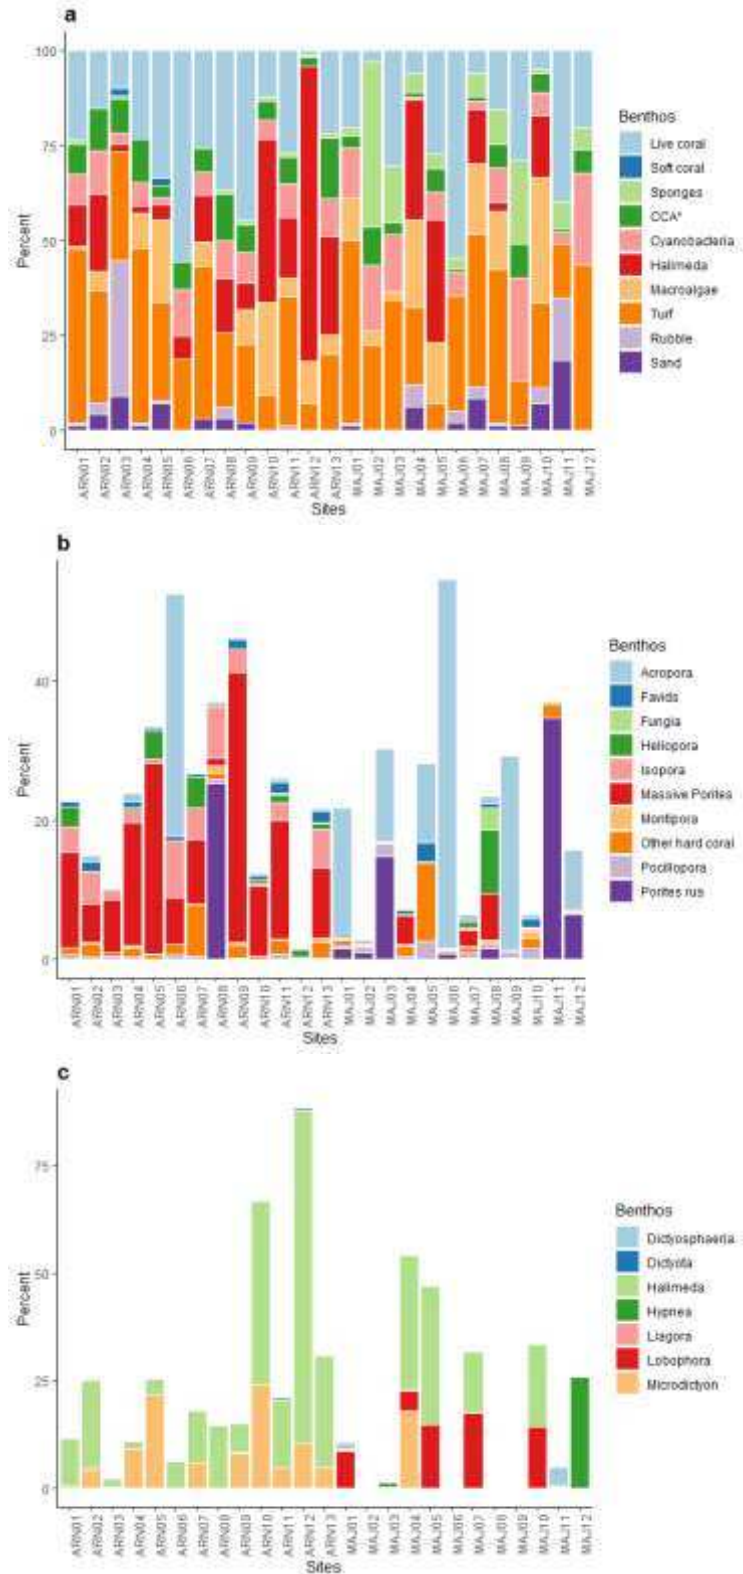 a
100
75
50
25
0
Percent
ARN01
ARN02
ARN03
ARN04
ARN05
ARN06
ARN07
ARN08
ARN09
ARN10
ARN11
ARN12
ARN13
MAJ01
MAJ02
MAJ03
MAJ04
MAJ05
MAJ06
MAJ07
MAJ08
MAJ09
MAJ10
MAJ11
MAJ12
Sites
Benthos
Live coral
Soft coral
Sponges
CCA*
Cyanobacteria
Halimeda
Macroalgae
Turf
Rubble
Sand
b
40
20
0
Percent
ARN01
ARN02
ARN03
ARN04
ARN05
ARN06
ARN07
ARN08
ARN09
ARN10
ARN11
ARN12
ARN13
MAJ01
MAJ02
MAJ03
MAJ04
MAJ05
MAJ06
MAJ07
MAJ08
MAJ09
MAJ10
MAJ11
MAJ12
Sites
Benthos
Acropora
Favids
Fungia
Heliopora
Isopora
Massive Porites
Montipora
Other hard coral
Pocillopora
Porites rus
c
75
50
25
0
Percent
ARN01
ARN02
ARN03
ARN04
ARN05
ARN06
ARN07
ARN08
ARN09
ARN10
ARN11
ARN12
ARN13
MAJ01
MAJ02
MAJ03
MAJ04
MAJ05
MAJ06
MAJ07
MAJ08
MAJ09
MAJ10
MAJ11
MAJ12
Sites
Benthos
Dictyosphaeria
Dictyota
Halimeda
Hypnea
Liagora
Lobophora
Microdictyon